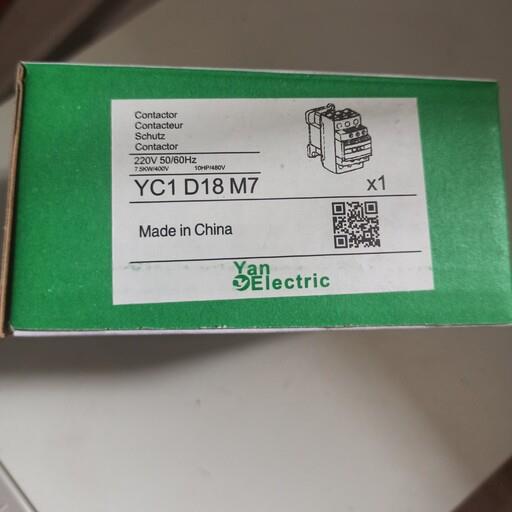 Contactor
Contacteur
Schutz
Contactor
220V 50/60Hz
7.5KW/400V 10HP/480V
YC1 D18 M7 x1
Made in China
Yan
Electric